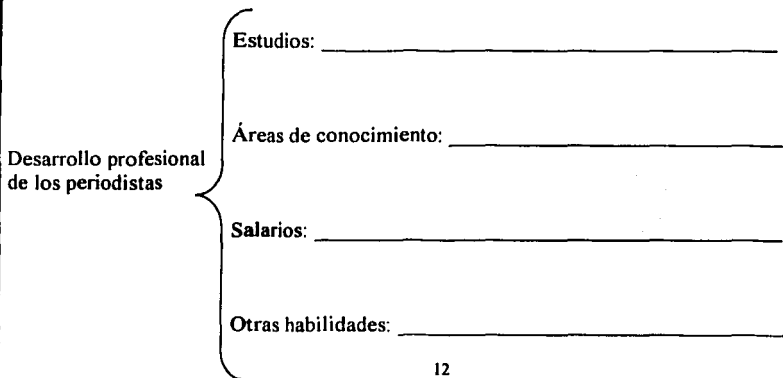 Estudios:
Áreas de conocimiento:
Desarrollo profesional
de los periodistas
Salarios:
Otras habilidades:
12